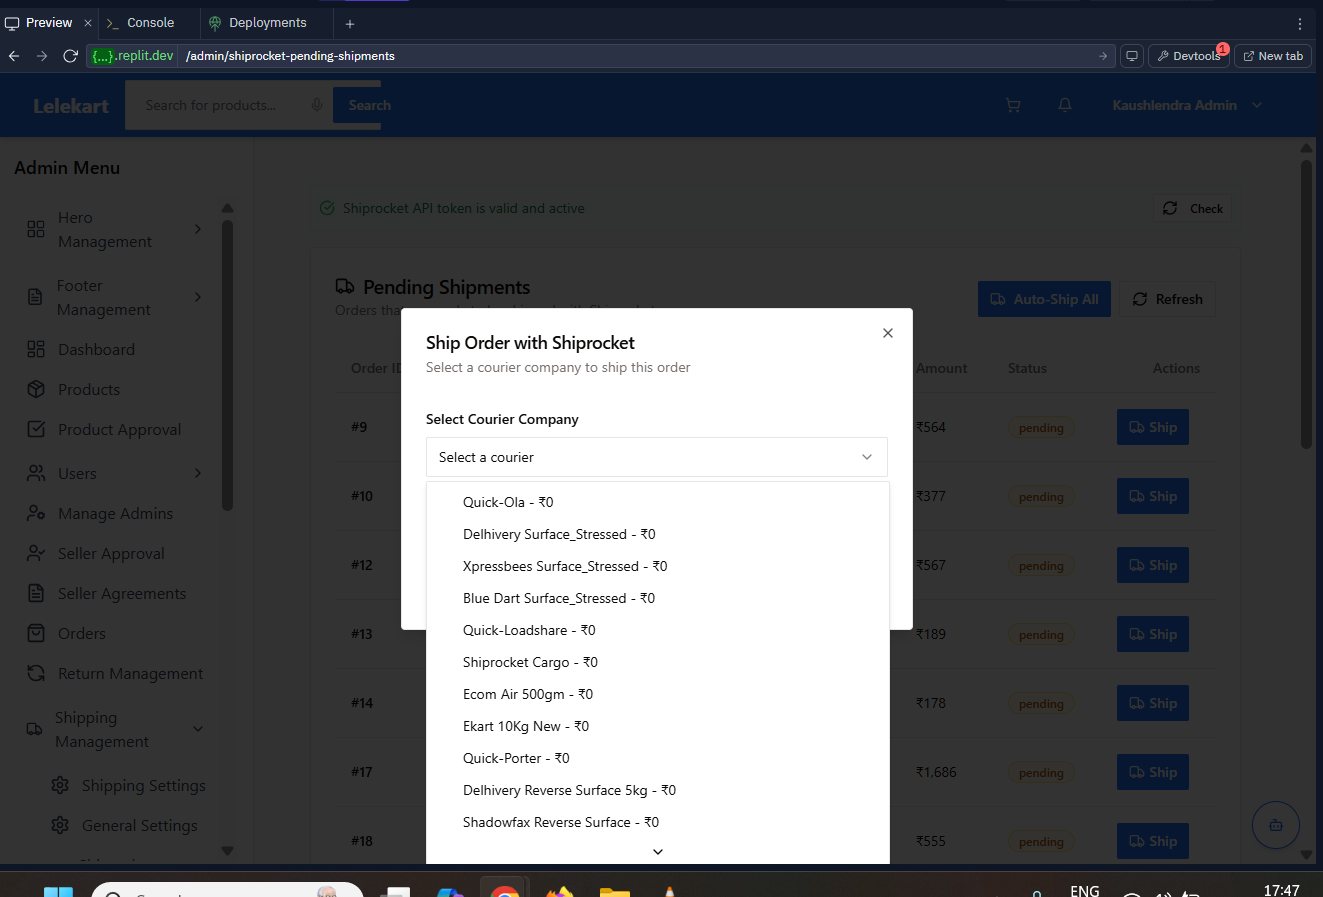 Preview
Console
Deployments
{...}.replit.dev
/admin/shiprocket-pending-shipments
Devtools
1
New tab
Lelekart
Search for products...
Search
Kaushlendra Admin
Admin Menu
Hero
Management
Footer
Management
Dashboard
Products
Product Approval
Users
Manage Admins
Seller Approval
Seller Agreements
Orders
Return Management
Shipping
Management
Shipping Settings
General Settings
Shiprocket API token is valid and active
Check
Pending Shipments
Auto-Ship All
Refresh
Order ID
Amount
Status
Actions
#9
₹564
pending
Ship
#10
₹377
pending
Ship
#12
₹567
pending
Ship
#13
₹189
pending
Ship
#14
₹178
pending
Ship
#17
₹1,686
pending
Ship
#18
₹555
pending
Ship
Ship Order with Shiprocket
Select a courier company to ship this order
Select Courier Company
Select a courier
Quick-Ola - ₹0
Delhivery Surface_Stressed - ₹0
Xpressbees Surface_Stressed - ₹0
Blue Dart Surface_Stressed - ₹0
Quick-Loadshare - ₹0
Shiprocket Cargo - ₹0
Ecom Air 500gm - ₹0
Ekart 10Kg New - ₹0
Quick-Porter - ₹0
Delhivery Reverse Surface 5kg - ₹0
Shadowfax Reverse Surface - ₹0
ENG
17:47